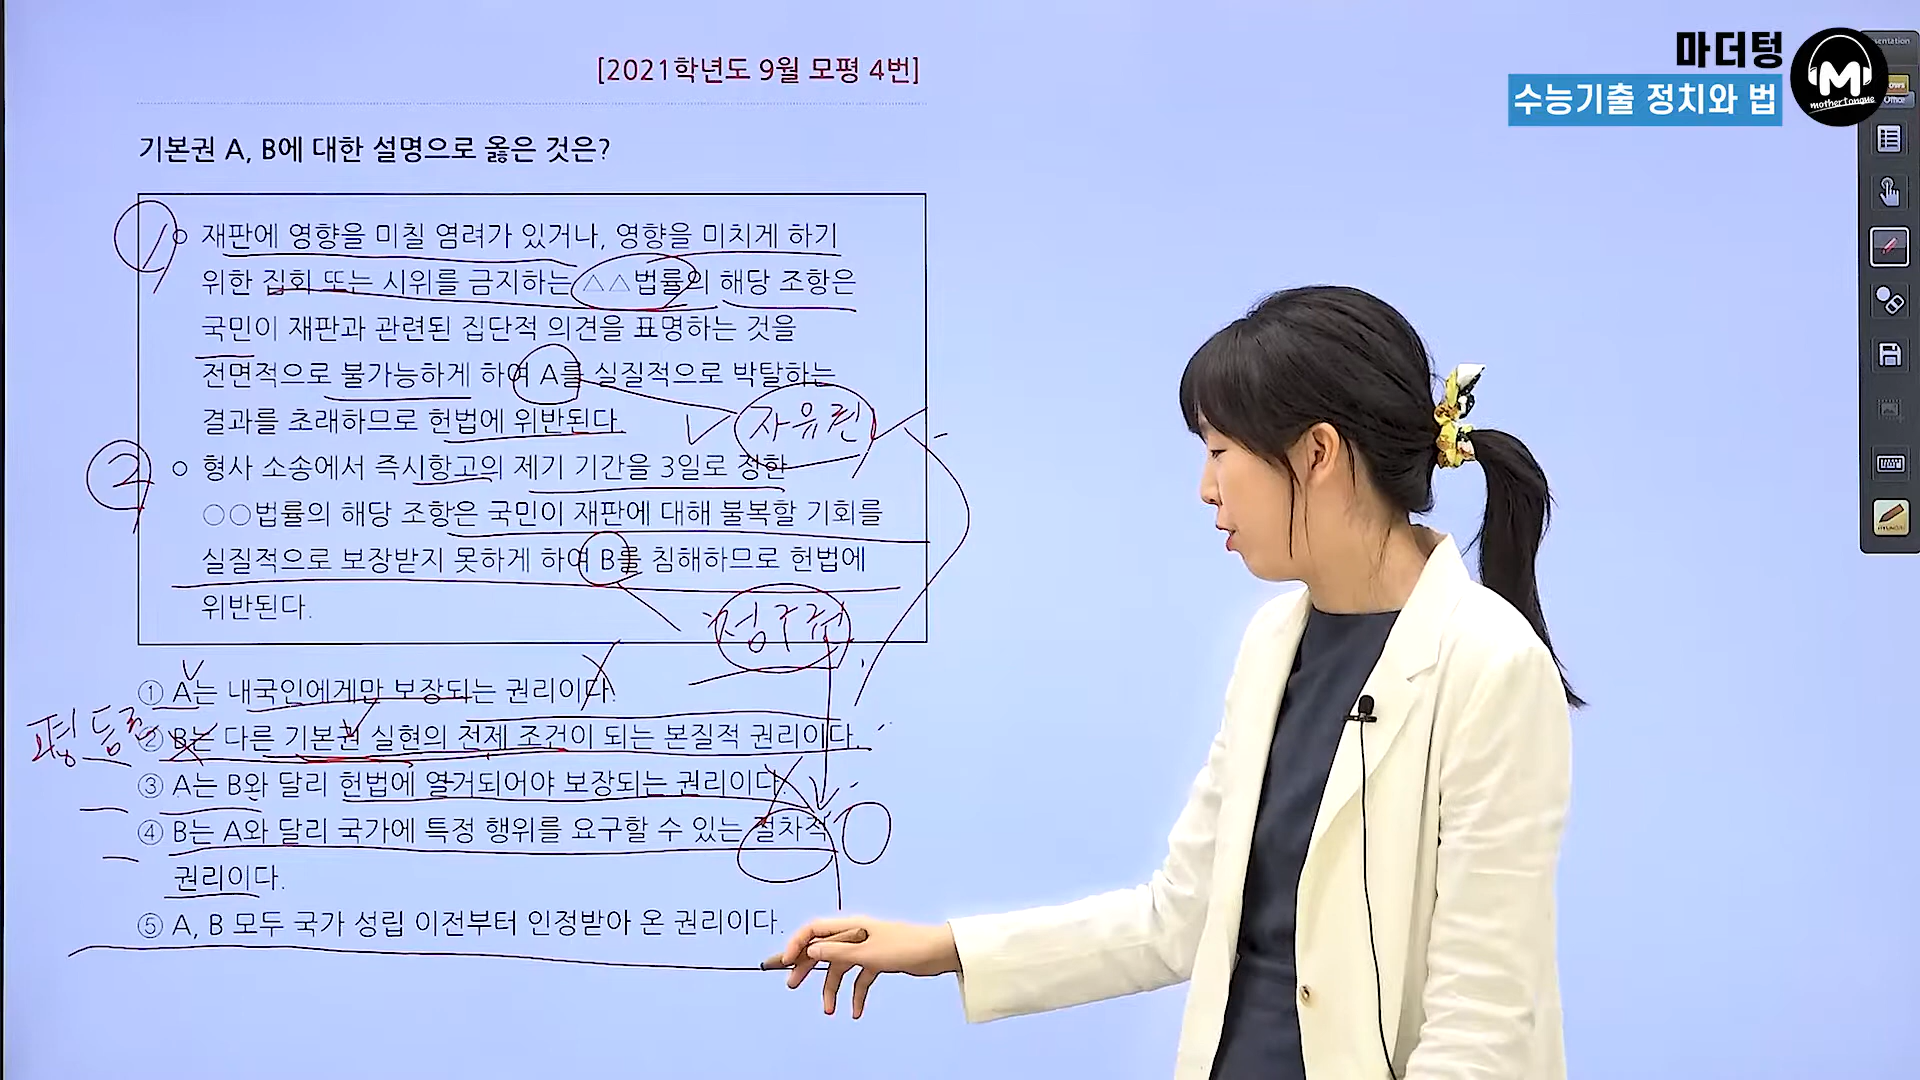 마더텅
수능기출 정치와 법
M
mothertongue
[2021학년도 9월 모평 4번]
기본권 A, B에 대한 설명으로 옳은 것은?
1
○ 재판에 영향을 미칠 염려가 있거나, 영향을 미치게 하기
위한 집회 또는 시위를 금지하는 △△법률의 해당 조항은
국민이 재판과 관련된 집단적 의견을 표명하는 것을
전면적으로 불가능하게 하여 A를 실질적으로 박탈하는
결과를 초래하므로 헌법에 위반된다.
자유권
2
○ 형사 소송에서 즉시항고의 제기 기간을 3일로 정한
○○법률의 해당 조항은 국민이 재판에 대해 불복할 기회를
실질적으로 보장받지 못하게 하여 B를 침해하므로 헌법에
위반된다.
청구권
① A는 내국인에게만 보장되는 권리이다.
평등권
② B는 다른 기본권 실현의 전제 조건이 되는 본질적 권리이다.
③ A는 B와 달리 헌법에 열거되어야 보장되는 권리이다.
④ B는 A와 달리 국가에 특정 행위를 요구할 수 있는 절차적
권리이다.
⑤ A, B 모두 국가 성립 이전부터 인정받아 온 권리이다.